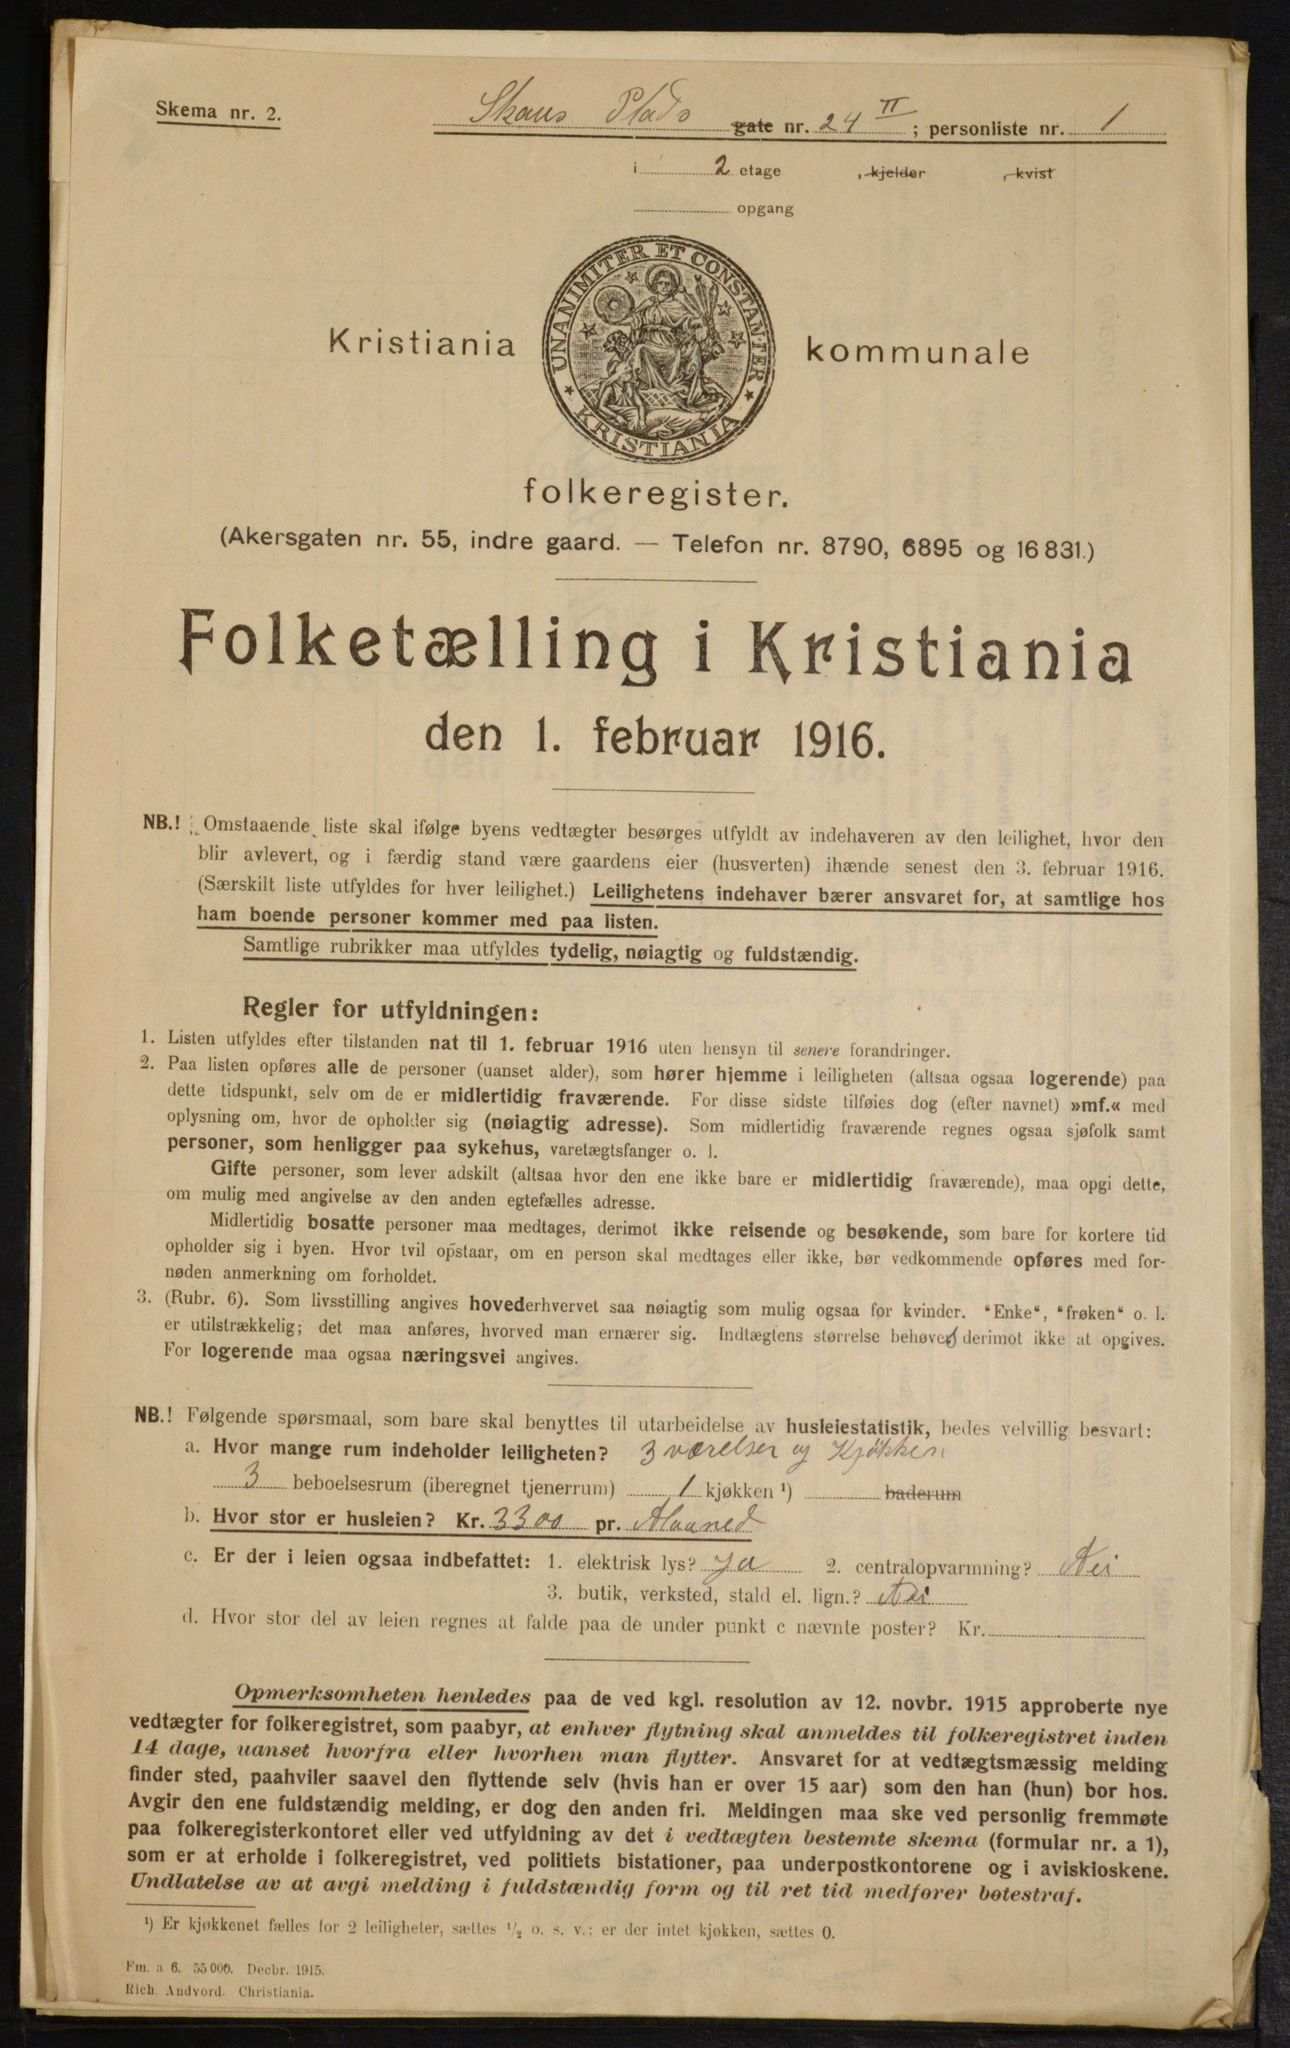 Skema nr. 2.
Skaus Plads gate nr. 24 II ; personliste nr. 1
i 2 etage , kjelder , kvist
opgang
UNANIMITER ET CONSTANTER
KRISTIANIA
Kristiania kommunale
folkeregister.
(Akersgaten nr. 55, indre gaard. — Telefon nr. 8790, 6895 og 16831.)
Folketælling i Kristiania
den 1. februar 1916.
NB.! Omstaaende liste skal ifølge byens vedtægter besørges utfyldt av indehaveren av den leilighet, hvor den
blir avlevert, og i færdig stand være gaardens eier (husverten) ihænde senest den 3. februar 1916.
(Særskilt liste utfyldes for hver leilighet.) Leilighetens indehaver bærer ansvaret for, at samtlige hos
ham boende personer kommer med paa listen.
Samtlige rubrikker maa utfyldes tydelig, nøiagtig og fuldstændig.
Regler for utfyldningen:
1. Listen utfyldes efter tilstanden nat til 1. februar 1916 uten hensyn til senere forandringer.
2. Paa listen opføres alle de personer (uanset alder), som hører hjemme i leiligheten (altsaa ogsaa logerende) paa
dette tidspunkt, selv om de er midlertidig fraværende. For disse sidste tilføies dog (efter navnet) »mf.« med
oplysning om, hvor de opholder sig (nøiagtig adresse). Som midlertidig fraværende regnes ogsaa sjøfolk samt
personer, som henligger paa sykehus, varetægtsfanger o. l.
Gifte personer, som lever adskilt (altsaa hvor den ene ikke bare er midlertidig fraværende), maa opgi dette,
om mulig med angivelse av den anden egtefælles adresse.
Midlertidig bosatte personer maa medtages, derimot ikke reisende og besøkende, som bare for kortere tid
opholder sig i byen. Hvor tvil opstaar, om en person skal medtages eller ikke, bør vedkommende opføres med for-
nøden anmerkning om forholdet.
3. (Rubr. 6). Som livsstilling angives hovederhvervet saa nøiagtig som mulig ogsaa for kvinder. "Enke", "frøken" o. l.
er utilstrækkelig; det maa anføres, hvorved man ernærer sig. Indtægtens størrelse behøves derimot ikke at opgives.
For logerende maa ogsaa næringsvei angives.
NB.! Følgende spørsmaal, som bare skal benyttes til utarbeidelse av husleiestatistik, bedes velvillig besvart:
a. Hvor mange rum indeholder leiligheten? 3 værelser og Kjøkken
3 beboelsesrum (iberegnet tjenerrum) 1 kjøkken ¹) baderum
b. Hvor stor er husleien? Kr. 3300 pr. Maaned
c. Er der i leien ogsaa indbefattet: 1. elektrisk lys? Ja 2. centralopvarmning? Nei
3. butik, verksted, stald el. lign.? Nei
d. Hvor stor del av leien regnes at falde paa de under punkt c nævnte poster? Kr.
Opmerksomheten henledes paa de ved kgl. resolution av 12. novbr. 1915 approberte nye
vedtægter for folkeregistret, som paabyr, at enhver flytning skal anmeldes til folkeregistret inden
14 dage, uanset hvorfra eller hvorhen man flytter. Ansvaret for at vedtægtsmæssig melding
finder sted, paahviler saavel den flyttende selv (hvis han er over 15 aar) som den han (hun) bor hos.
Avgir den ene fuldstændig melding, er dog den anden fri. Meldingen maa ske ved personlig fremmøte
paa folkeregisterkontoret eller ved utfyldning av det i vedtægten bestemte skema (formular nr. a 1),
som er at erholde i folkeregistret, ved politiets bistationer, paa underpostkontorene og i aviskioskene.
Undlatelse av at avgi melding i fuldstændig form og til ret tid medfører bøtestraf.
¹) Er kjøkkenet fælles for 2 leiligheter, sættes ½ o. s. v.; er der intet kjøkken, sættes 0.
Fm. a 6. 55 000. Decbr. 1915.
Rich. Andvord. Christiania.